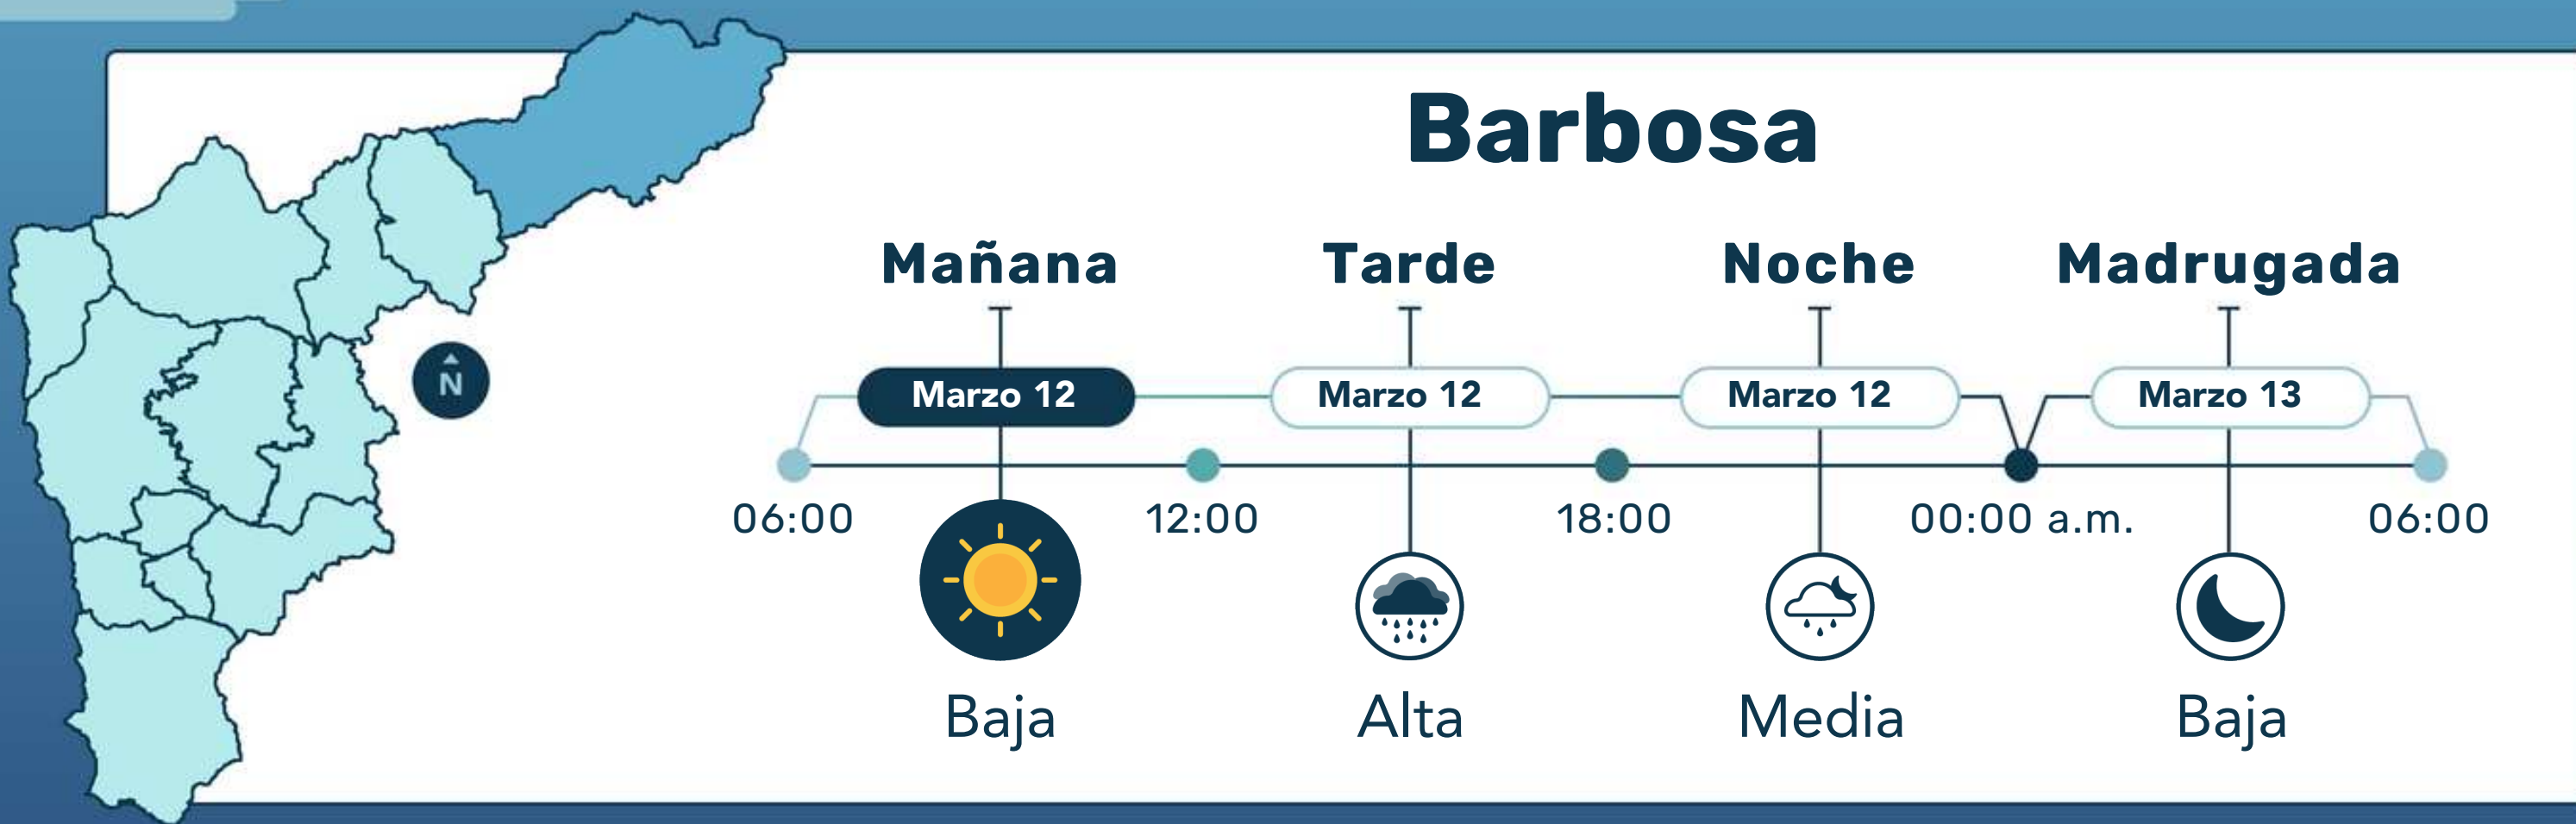 Barbosa
Mañana Tarde Noche Madrugada
Marzo 12 Marzo 12 Marzo 12 Marzo 13
N
06:00 12:00 18:00 00:00 a.m. 06:00
Baja Alta Media Baja